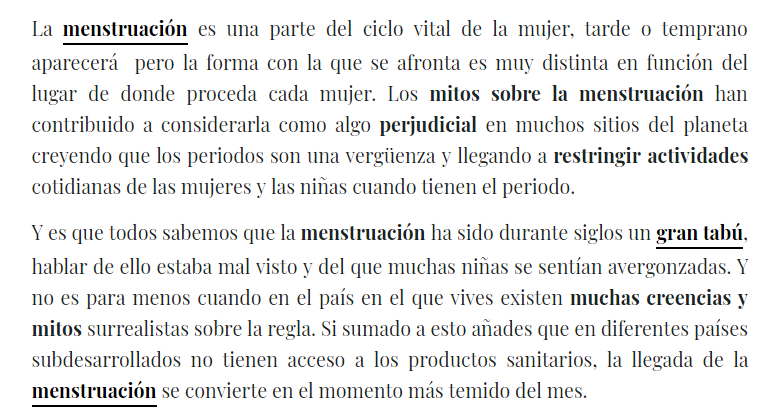 La menstruación es una parte del ciclo vital de la mujer, tarde o temprano
aparecerá pero la forma con la que se afronta es muy distinta en función del
lugar de donde proceda cada mujer. Los mitos sobre la menstruación han
contribuido a considerarla como algo perjudicial en muchos sitios del planeta
creyendo que los periodos son una vergüenza y llegando a restringir actividades
cotidianas de las mujeres y las niñas cuando tienen el periodo.
Y es que todos sabemos que la menstruación ha sido durante siglos un gran tabú,
hablar de ello estaba mal visto y del que muchas niñas se sentían avergonzadas. Y
no es para menos cuando en el país en el que vives existen muchas creencias y
mitos surrealistas sobre la regla. Si sumado a esto añades que en diferentes países
subdesarrollados no tienen acceso a los productos sanitarios, la llegada de la
menstruación se convierte en el momento más temido del mes.